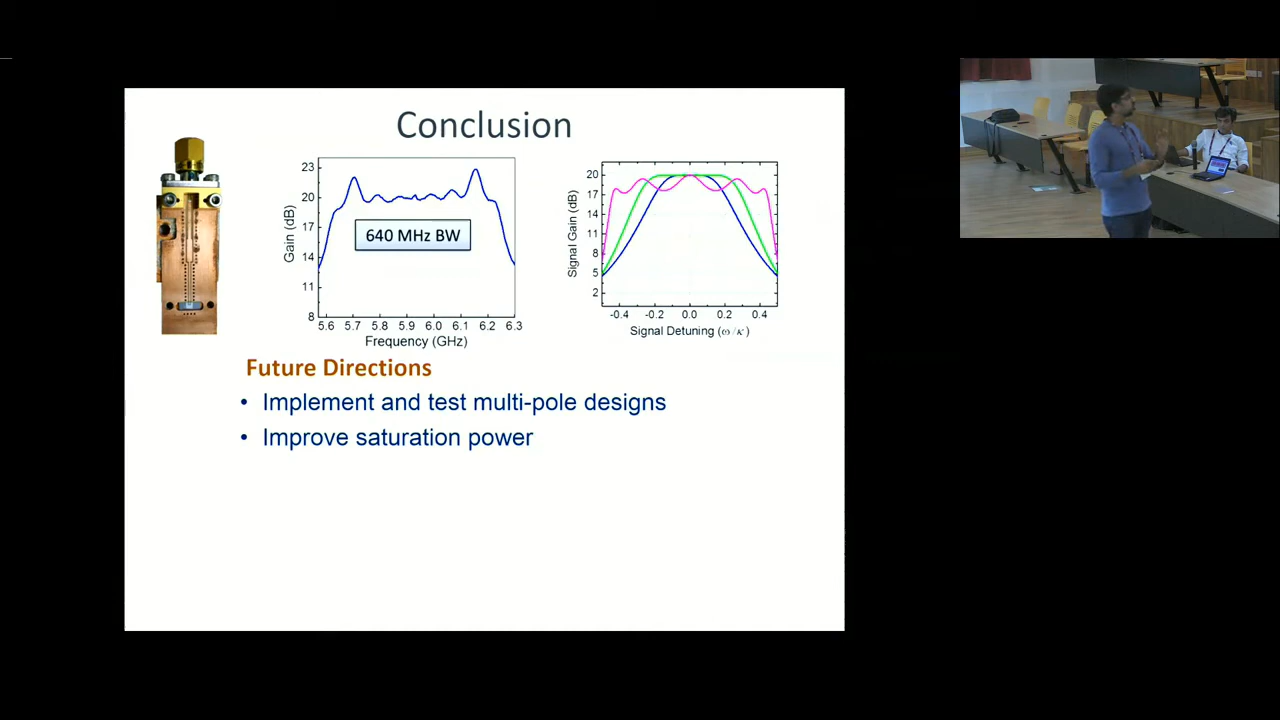 Conclusion
23
20
17
14
11
8
Gain (dB)
640 MHz BW
5.6 5.7 5.8 5.9 6.0 6.1 6.2 6.3
Frequency (GHz)
20
17
14
11
8
5
2
Signal Gain (dB)
-0.4 -0.2 0.0 0.2 0.4
Signal Detuning (ω/κ)
Future Directions
• Implement and test multi-pole designs
• Improve saturation power